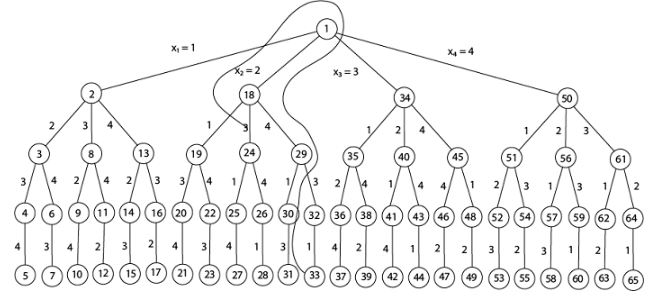 1
x₁ = 1
x₂ = 2
x₃ = 3
x₄ = 4
2
18
34
50
2 3 4 1 3 4 1 2 4 1 2 3
3 8 13 19 24 29 35 40 45 51 56 61
3 4 2 4 2 3 3 4 1 4 1 3 2 4 1 4 4 1 2 3 1 3 1 2
4 6 9 11 14 16 20 22 25 26 30 32 36 38 41 43 46 48 52 54 57 59 62 64
4 3 4 2 3 2 4 3 4 1 3 1 4 2 4 1 2 2 3 2 3 1 2 1
5 7 10 12 15 17 21 23 27 28 31 33 37 39 42 44 47 49 53 55 58 60 63 65